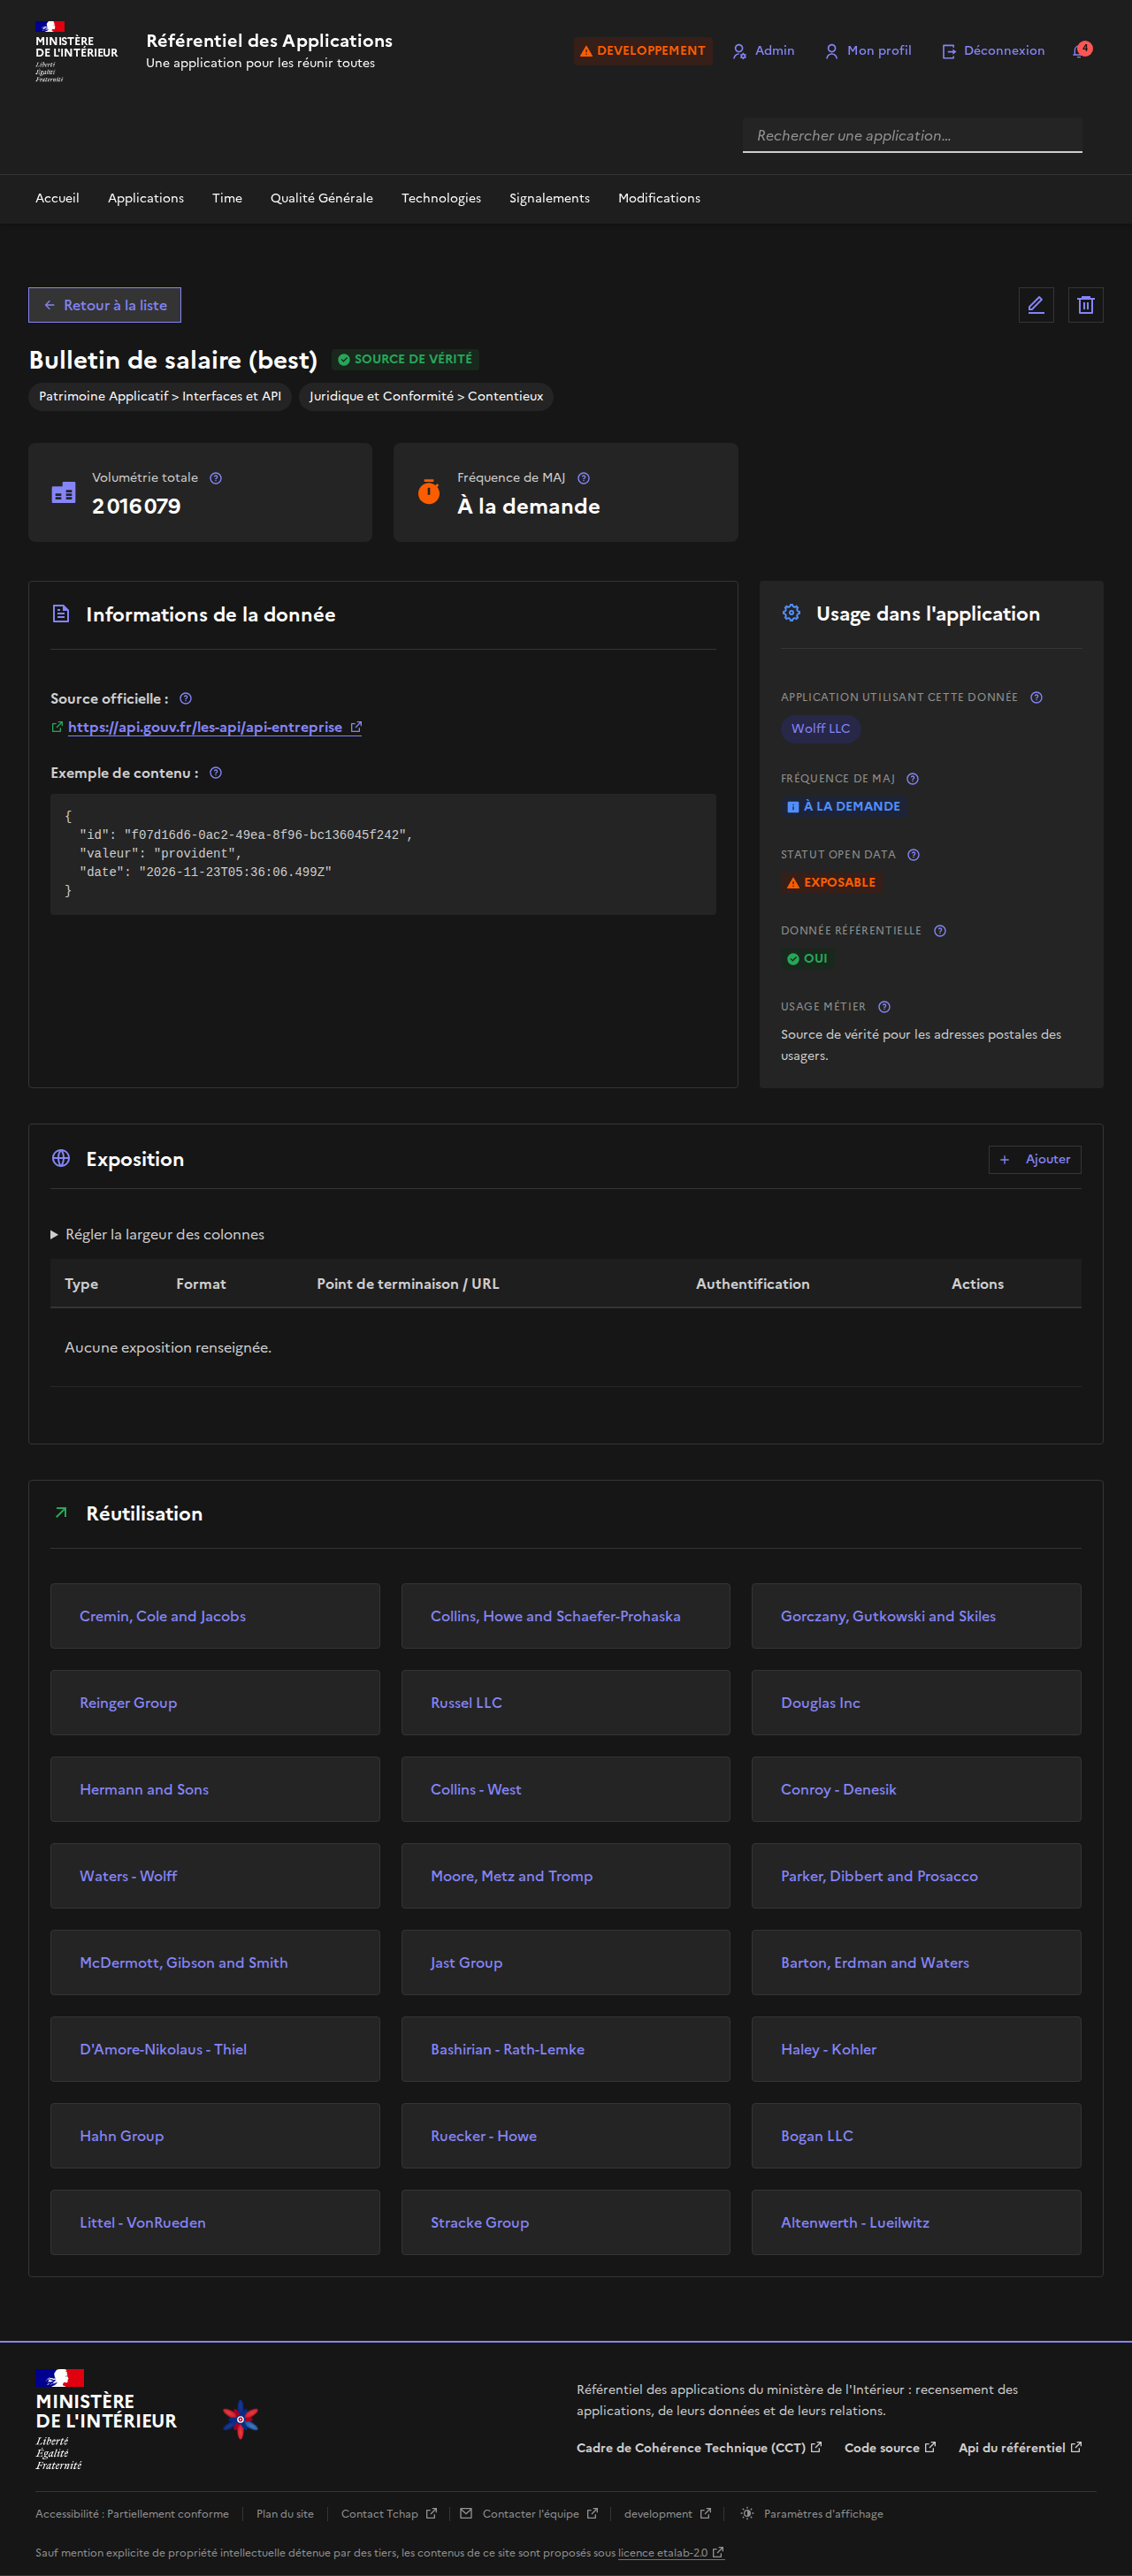 MINISTÈRE
DE L'INTÉRIEUR
Liberté
Égalité
Fraternité
Référentiel des Applications
Une application pour les réunir toutes
DEVELOPPEMENT
Admin
Mon profil
Déconnexion
4
Rechercher une application…
Accueil
Applications
Time
Qualité Générale
Technologies
Signalements
Modifications
Retour à la liste
Bulletin de salaire (best)
SOURCE DE VÉRITÉ
Patrimoine Applicatif > Interfaces et API
Juridique et Conformité > Contentieux
Volumétrie totale
2 016 079
Fréquence de MAJ
À la demande
Informations de la donnée
Source officielle :
https://api.gouv.fr/les-api/api-entreprise
Exemple de contenu :
{
"id": "f07d16d6-0ac2-49ea-8f96-bc136045f242",
"valeur": "provident",
"date": "2026-11-23T05:36:06.499Z"
}
Usage dans l'application
APPLICATION UTILISANT CETTE DONNÉE
Wolff LLC
FRÉQUENCE DE MAJ
À LA DEMANDE
STATUT OPEN DATA
EXPOSABLE
DONNÉE RÉFÉRENTIELLE
OUI
USAGE MÉTIER
Source de vérité pour les adresses postales des
usagers.
Exposition
Ajouter
Régler la largeur des colonnes
Type
Format
Point de terminaison / URL
Authentification
Actions
Aucune exposition renseignée.
Réutilisation
Cremin, Cole and Jacobs
Collins, Howe and Schaefer-Prohaska
Gorczany, Gutkowski and Skiles
Reinger Group
Russel LLC
Douglas Inc
Hermann and Sons
Collins - West
Conroy - Denesik
Waters - Wolff
Moore, Metz and Tromp
Parker, Dibbert and Prosacco
McDermott, Gibson and Smith
Jast Group
Barton, Erdman and Waters
D'Amore-Nikolaus - Thiel
Bashirian - Rath-Lemke
Haley - Kohler
Hahn Group
Ruecker - Howe
Bogan LLC
Littel - VonRueden
Stracke Group
Altenwerth - Lueilwitz
MINISTÈRE
DE L'INTÉRIEUR
Liberté
Égalité
Fraternité
Référentiel des applications du ministère de l'Intérieur : recensement des
applications, de leurs données et de leurs relations.
Cadre de Cohérence Technique (CCT)
Code source
Api du référentiel
Accessibilité : Partiellement conforme
Plan du site
Contact Tchap
Contacter l'équipe
development
Paramètres d'affichage
Sauf mention explicite de propriété intellectuelle détenue par des tiers, les contenus de ce site sont proposés sous licence etalab-2.0